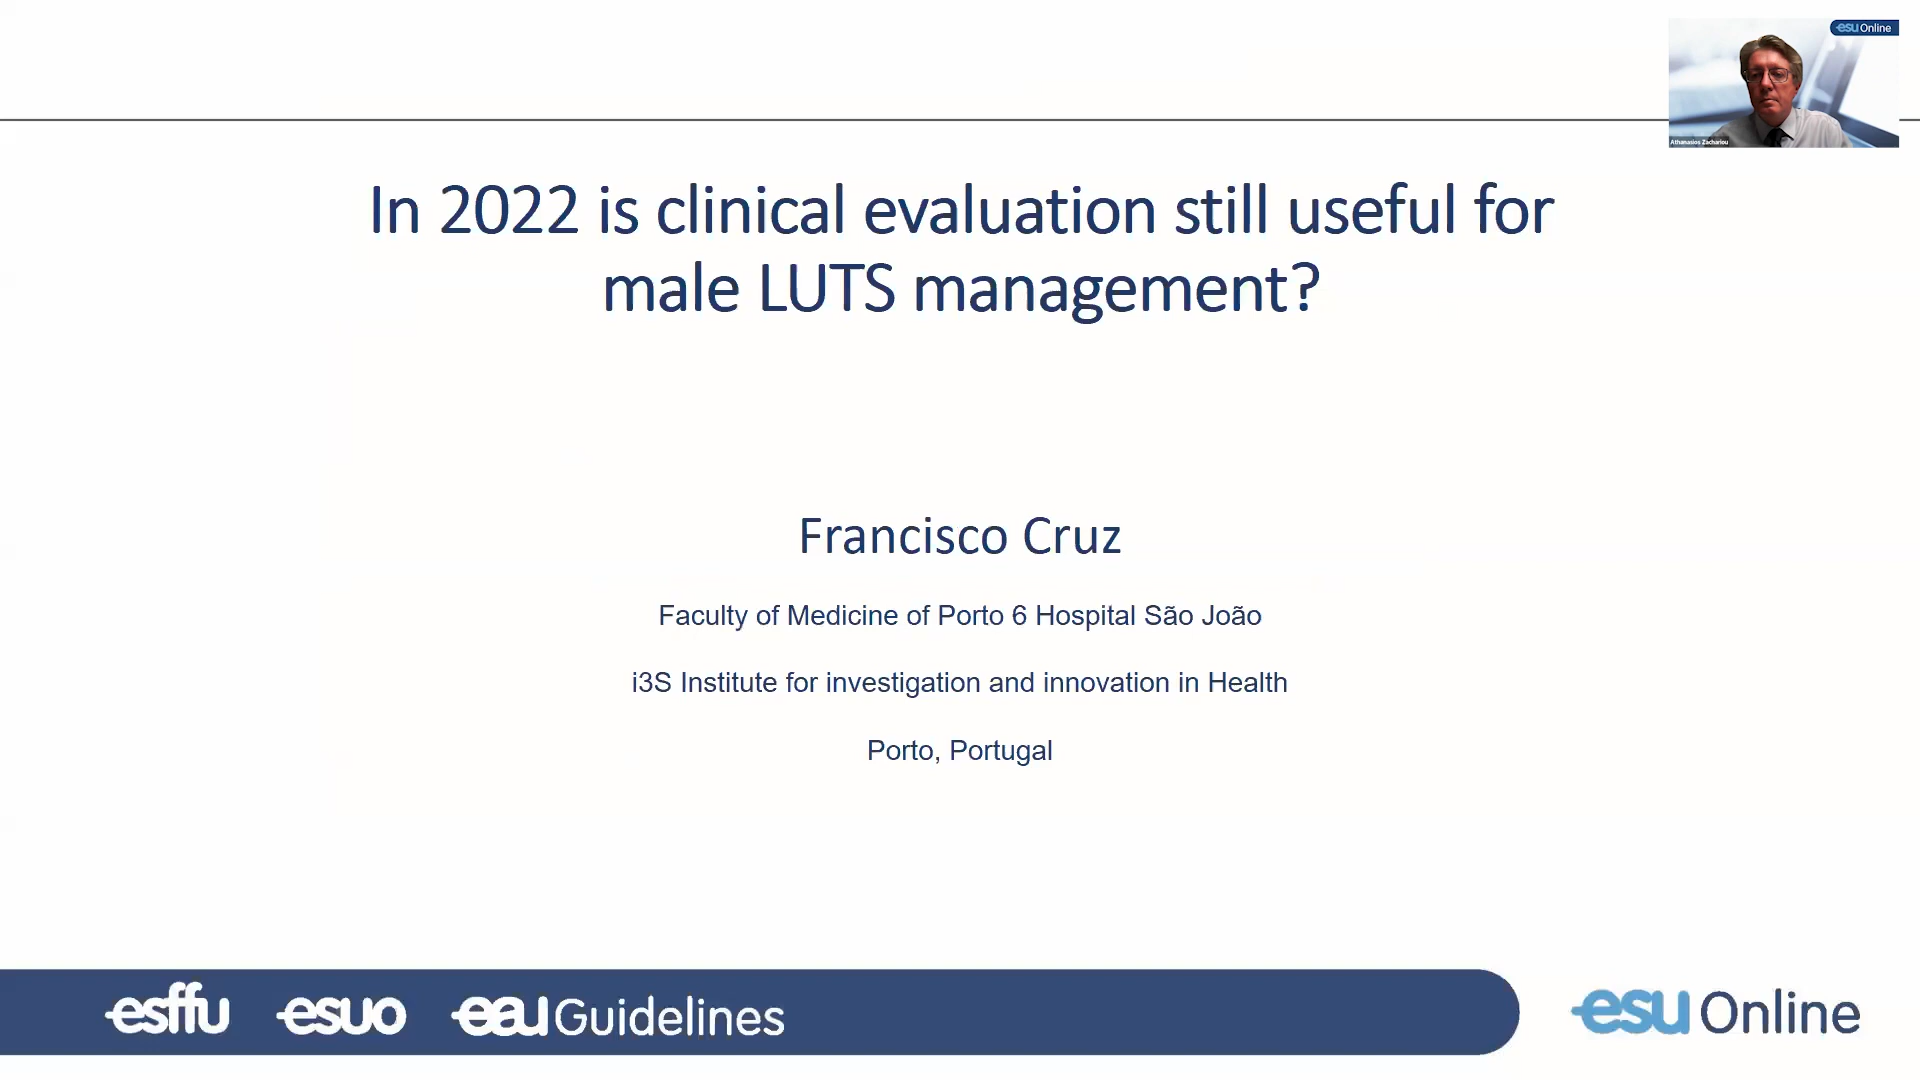 esu Online
Athanasios Zachariou
In 2022 is clinical evaluation still useful for
male LUTS management?
Francisco Cruz
Faculty of Medicine of Porto 6 Hospital São João
i3S Institute for investigation and innovation in Health
Porto, Portugal
esffu esuo eau Guidelines
esu Online